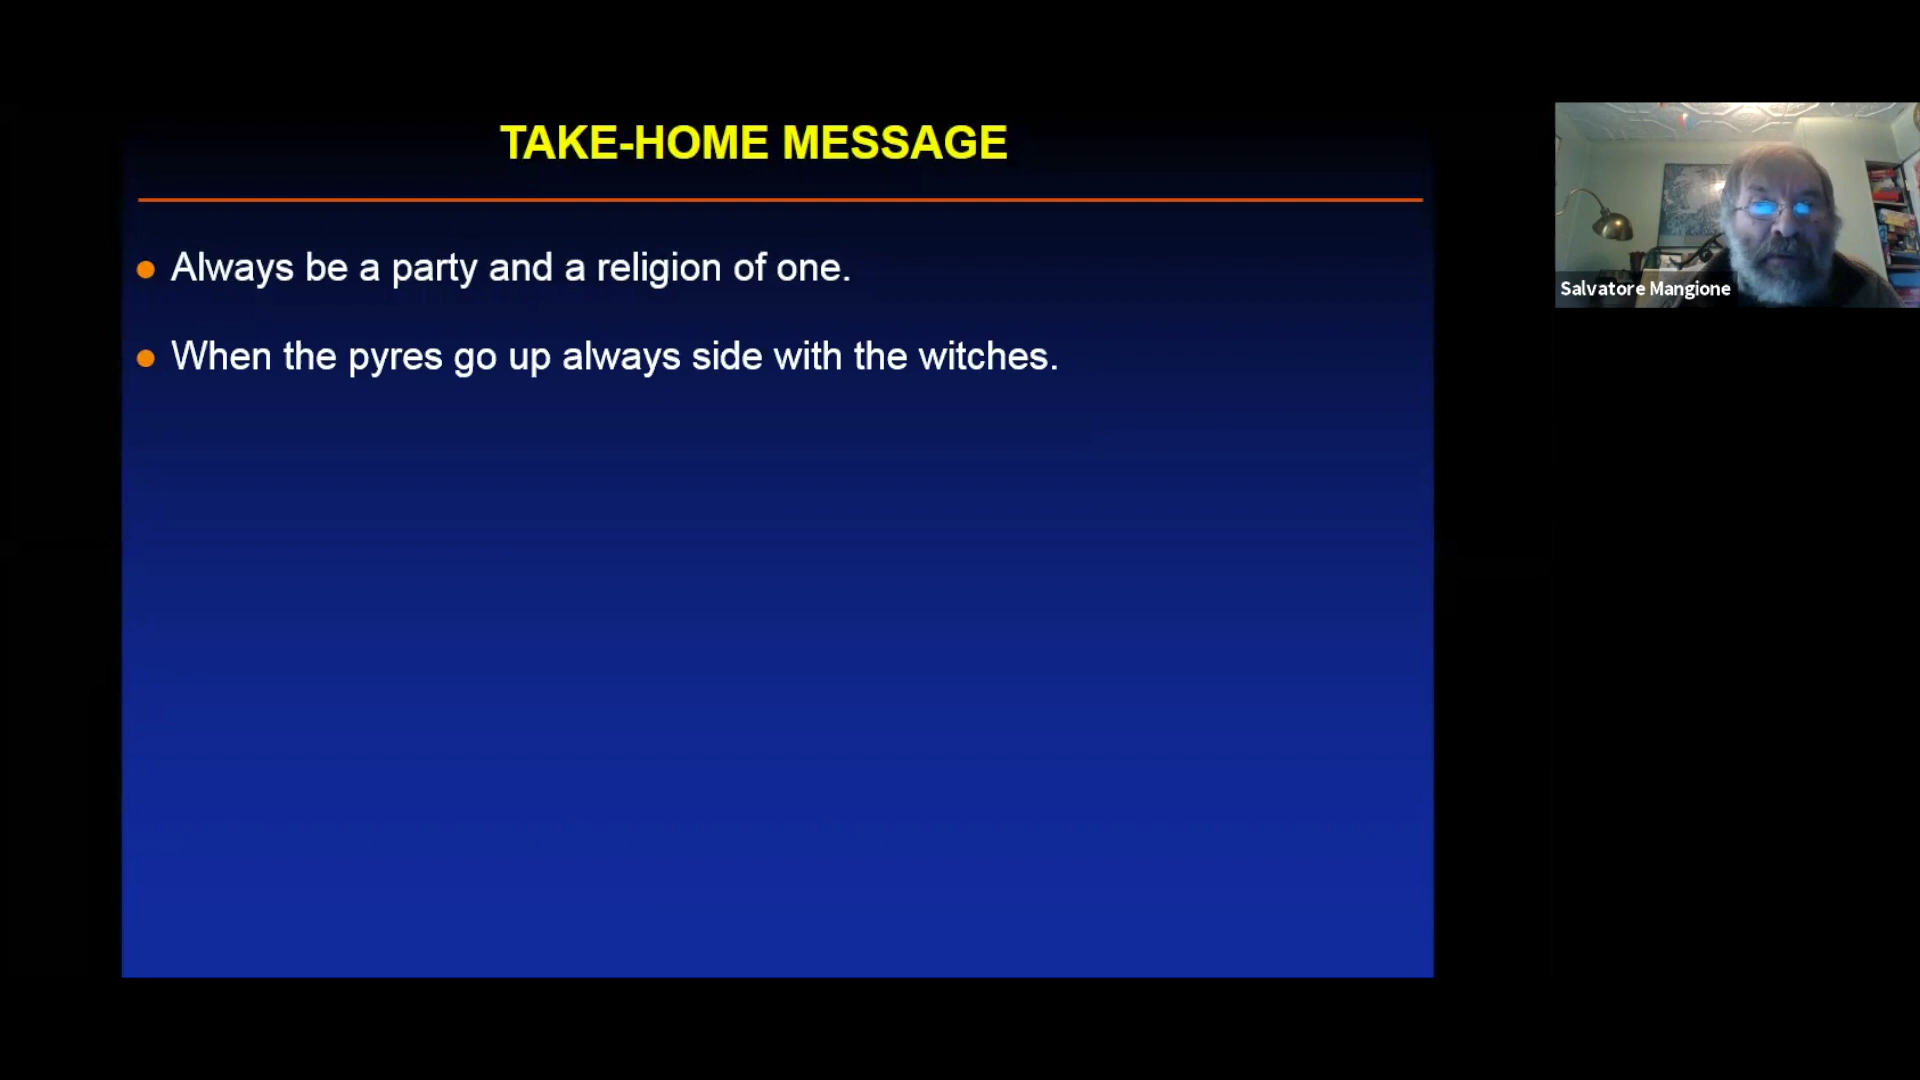 TAKE-HOME MESSAGE
Always be a party and a religion of one.
When the pyres go up always side with the witches.
Salvatore Mangione